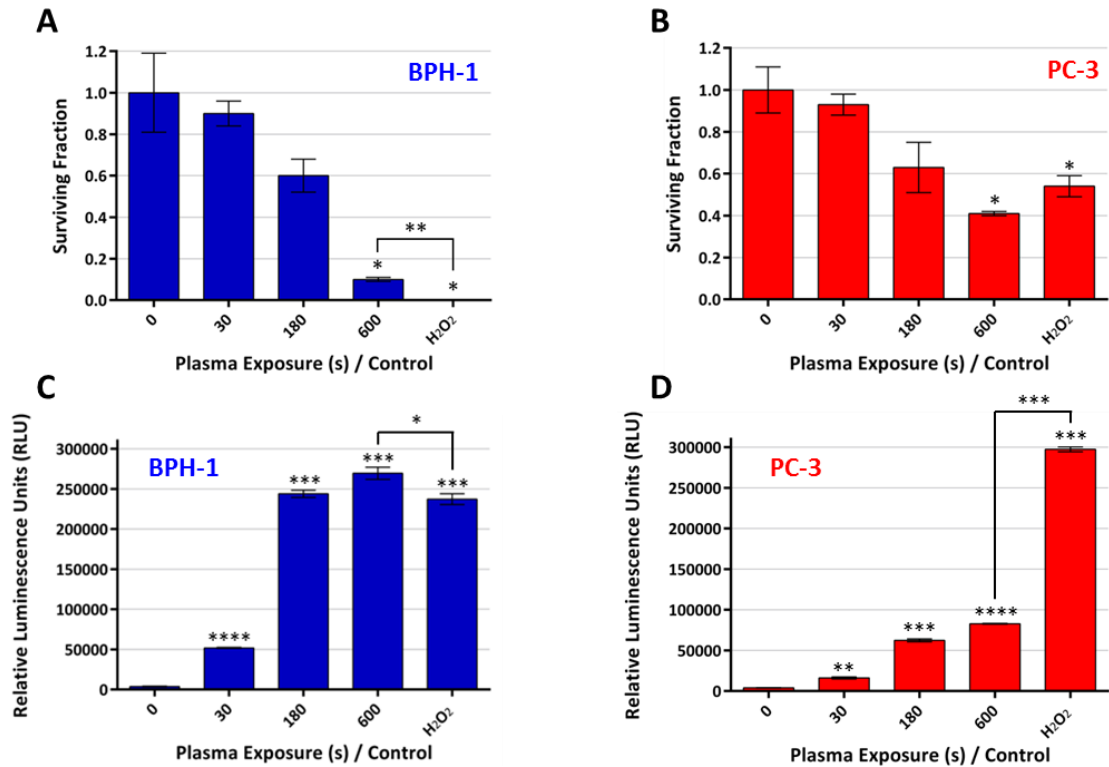 A
BPH-1
Surviving Fraction
1.2
1.0
0.8
0.6
0.4
0.2
0.0
**
*
*
0
30
180
600
H₂O₂
Plasma Exposure (s) / Control
B
PC-3
Surviving Fraction
1.2
1.0
0.8
0.6
0.4
0.2
0.0
*
*
0
30
180
600
H₂O₂
Plasma Exposure (s) / Control
C
BPH-1
Relative Luminescence Units (RLU)
300000
250000
200000
150000
100000
50000
0
*
****
***
***
***
0
30
180
600
H₂O₂
Plasma Exposure (s) / Control
D
PC-3
Relative Luminescence Units (RLU)
300000
250000
200000
150000
100000
50000
0
***
**
***
****
***
0
30
180
600
H₂O₂
Plasma Exposure (s) / Control